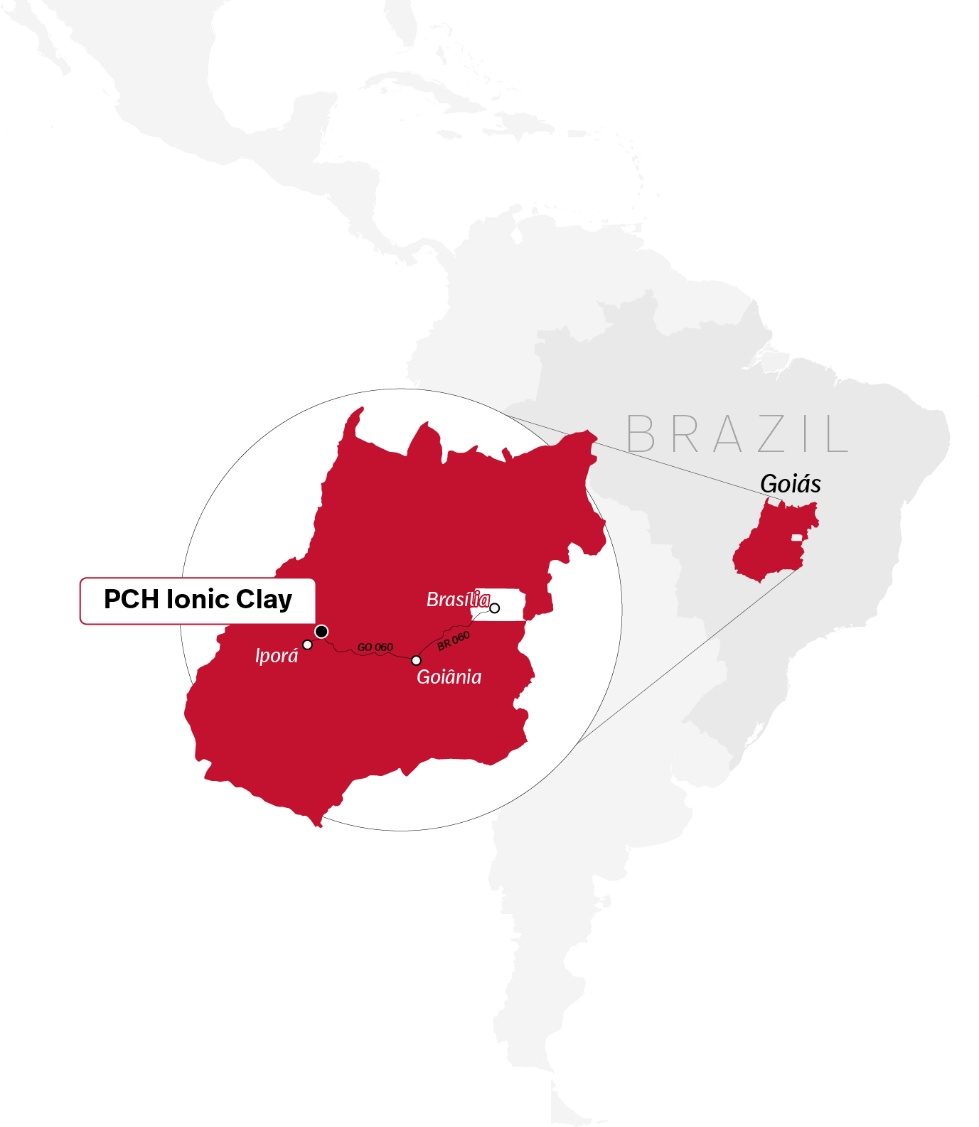 BRAZIL
Goiás
PCH Ionic Clay
Brasília
Iporá
GO 060
BR 060
Goiânia